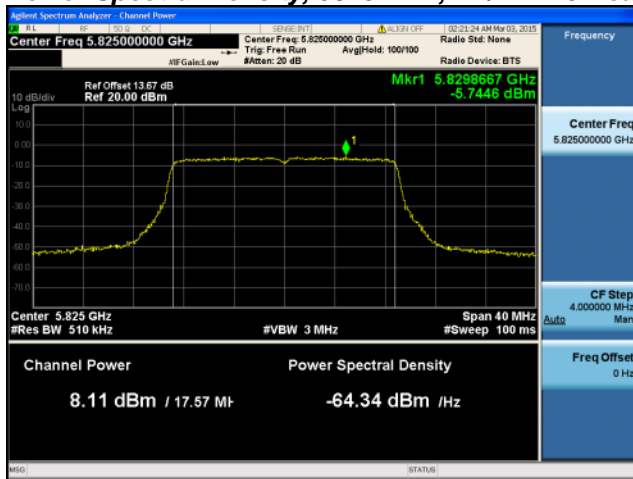 Agilent Spectrum Analyzer - Channel Power
RL RF 50 Ω DC SENSE:INT ALIGN OFF 02:21:24 AM Mar 03, 2015
Center Freq 5.825000000 GHz
Center Freq: 5.825000000 GHz
Radio Std: None
Trig: Free Run Avg|Hold: 100/100
#IFGain:Low #Atten: 20 dB Radio Device: BTS
Frequency
Mkr1 5.8298667 GHz
-5.7446 dBm
Ref Offset 13.67 dB
10 dB/div Ref 20.00 dBm
Log
10.0
0.00
-10.0
-20.0
-30.0
-40.0
-50.0
-60.0
-70.0
1
Center Freq
5.825000000 GHz
Center 5.825 GHz Span 40 MHz
#Res BW 510 kHz #VBW 3 MHz #Sweep 100 ms
CF Step
4.000000 MHz
Auto Man
Freq Offset
0 Hz
Channel Power Power Spectral Density
8.11 dBm / 17.57 MH -64.34 dBm /Hz
MSG STATUS